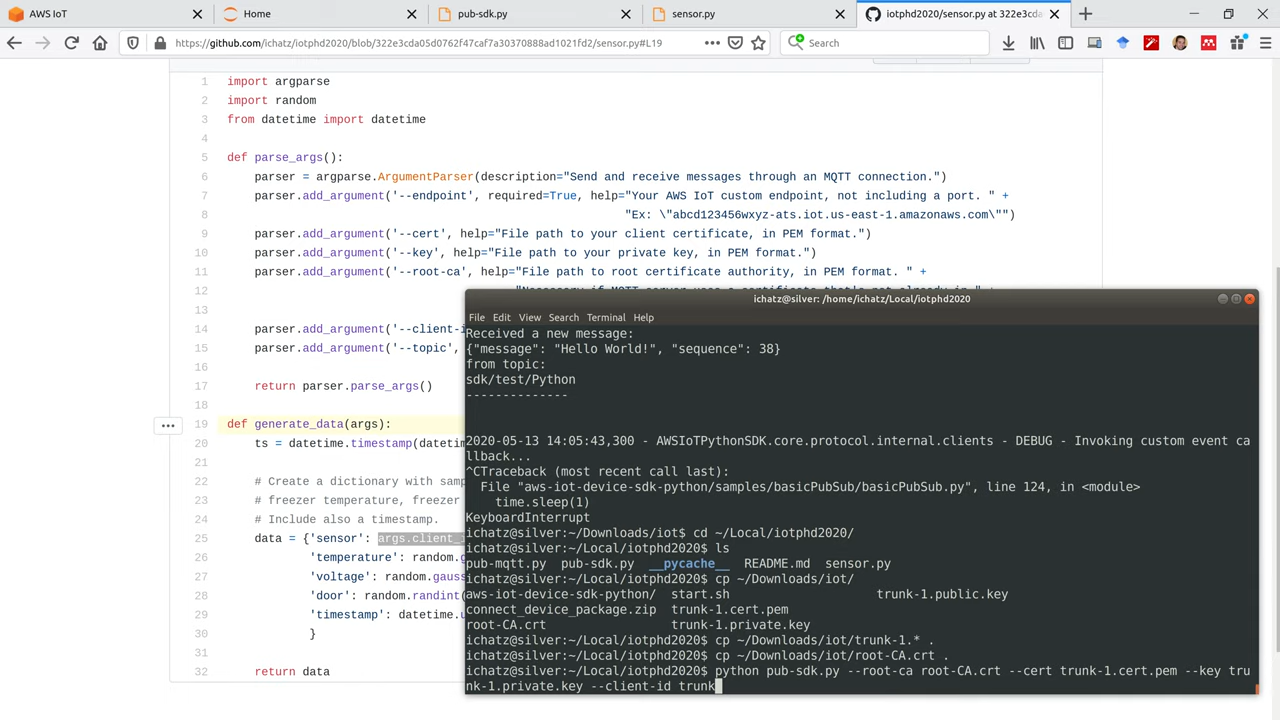 AWS IoT
Home
pub-sdk.py
sensor.py
iotphd2020/sensor.py at 322e3cda
https://github.com/ichatz/iotphd2020/blob/322e3cda05d0762f47caf7a30370888ad1021fd2/sensor.py#L19
Search
1 import argparse
2 import random
3 from datetime import datetime
4
5 def parse_args():
6 parser = argparse.ArgumentParser(description="Send and receive messages through an MQTT connection.")
7 parser.add_argument('--endpoint', required=True, help="Your AWS IoT custom endpoint, not including a port. " +
8 "Ex: \"abcd123456wxyz-ats.iot.us-east-1.amazonaws.com\"")
9 parser.add_argument('--cert', help="File path to your client certificate, in PEM format.")
10 parser.add_argument('--key', help="File path to your private key, in PEM format.")
11 parser.add_argument('--root-ca', help="File path to root certificate authority, in PEM format. " +
12
13
14 parser.add_argument('--client-i
15 parser.add_argument('--topic',
16
17 return parser.parse_args()
18
19 def generate_data(args):
20 ts = datetime.timestamp(datetim
21
22 # Create a dictionary with samp
23 # freezer temperature, freezer
24 # Include also a timestamp.
25 data = {'sensor': args.client_i
26 'temperature': random.g
27 'voltage': random.gauss
28 'door': random.randint(
29 'timestamp': datetime.u
30 }
31
32 return data
ichatz@silver: /home/ichatz/Local/iotphd2020
File Edit View Search Terminal Help
Received a new message:
{"message": "Hello World!", "sequence": 38}
from topic:
sdk/test/Python
--------------
2020-05-13 14:05:43,300 - AWSIoTPythonSDK.core.protocol.internal.clients - DEBUG - Invoking custom event ca
llback...
^CTraceback (most recent call last):
File "aws-iot-device-sdk-python/samples/basicPubSub/basicPubSub.py", line 124, in <module>
time.sleep(1)
KeyboardInterrupt
ichatz@silver:~/Downloads/iot$ cd ~/Local/iotphd2020/
ichatz@silver:~/Local/iotphd2020$ ls
pub-mqtt.py pub-sdk.py __pycache__ README.md sensor.py
ichatz@silver:~/Local/iotphd2020$ cp ~/Downloads/iot/
aws-iot-device-sdk-python/ start.sh trunk-1.public.key
connect_device_package.zip trunk-1.cert.pem
root-CA.crt trunk-1.private.key
ichatz@silver:~/Local/iotphd2020$ cp ~/Downloads/iot/trunk-1.* .
ichatz@silver:~/Local/iotphd2020$ cp ~/Downloads/iot/root-CA.crt .
ichatz@silver:~/Local/iotphd2020$ python pub-sdk.py --root-ca root-CA.crt --cert trunk-1.cert.pem --key tru
nk-1.private.key --client-id trunk